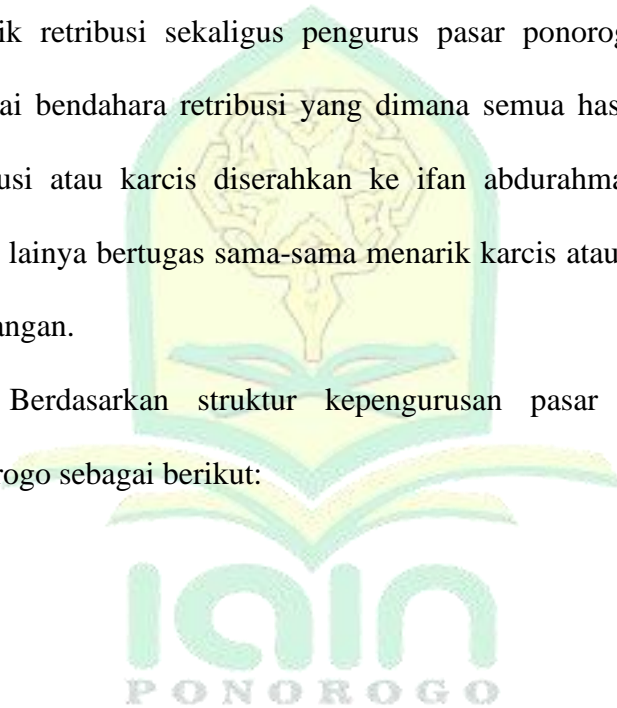 ik retribusi sekaligus pengurus pasar ponorog
ai bendahara retribusi yang dimana semua has
usi atau karcis diserahkan ke ifan abdurahma
lainya bertugas sama-sama menarik karcis atau
angan.
Berdasarkan struktur kepengurusan pasar
rogo sebagai berikut:
iain
PONOROGO